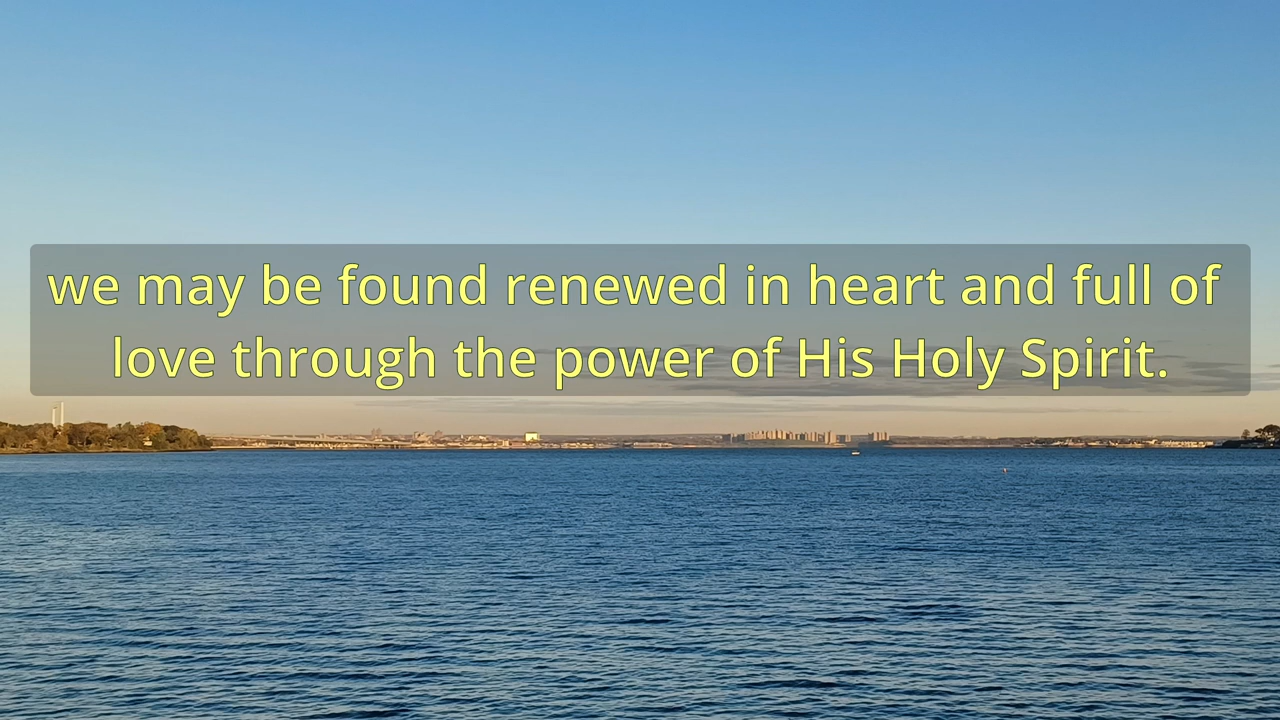 we may be found renewed in heart and full of
love through the power of His Holy Spirit.